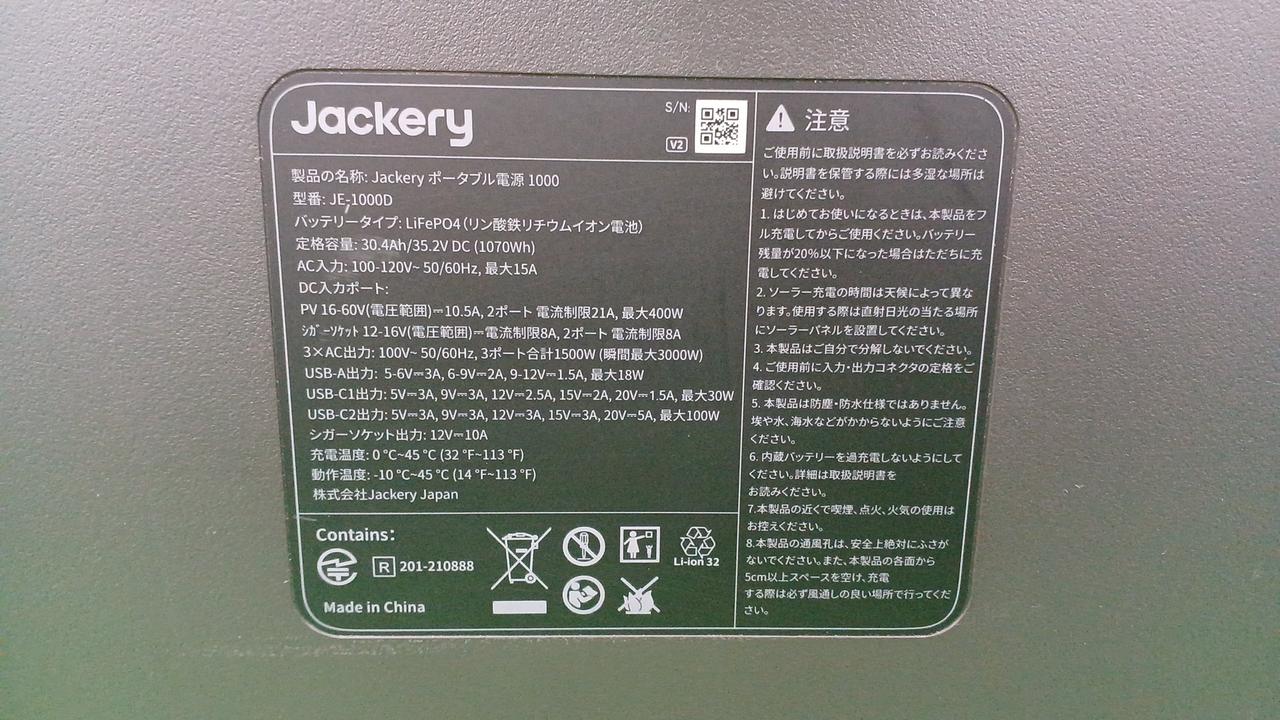 Jackery
S/N:
V2
製品の名称: Jackery ポータブル電源 1000
型番: JE-1000D
バッテリータイプ: LiFePO4(リン酸鉄リチウムイオン電池)
定格容量: 30.4Ah/35.2V DC (1070Wh)
AC入力: 100-120V~ 50/60Hz, 最大15A
DC入力ポート:
PV 16-60V(電圧範囲)⎓10.5A, 2ポート 電流制限21A, 最大400W
シガーソケット 12-16V(電圧範囲)⎓電流制限8A, 2ポート 電流制限8A
3×AC出力: 100V~ 50/60Hz, 3ポート合計1500W (瞬間最大3000W)
USB-A出力: 5-6V⎓3A, 6-9V⎓2A, 9-12V⎓1.5A, 最大18W
USB-C1出力: 5V⎓3A, 9V⎓3A, 12V⎓2.5A, 15V⎓2A, 20V⎓1.5A, 最大30W
USB-C2出力: 5V⎓3A, 9V⎓3A, 12V⎓3A, 15V⎓3A, 20V⎓5A, 最大100W
シガーソケット出力: 12V⎓10A
充電温度: 0 °C~45 °C (32 °F~113 °F)
動作温度: -10 °C~45 °C (14 °F~113 °F)
株式会社Jackery Japan
Contains:
R 201-210888
Li-ion 32
Made in China
注意
ご使用前に取扱説明書を必ずお読みくださ
い。説明書を保管する際には多湿な場所は
避けてください。
1. はじめてお使いになるときは、本製品をフ
ル充電してからご使用ください。バッテリー
残量が20%以下になった場合はただちに充
電してください。
2. ソーラー充電の時間は天候によって異な
ります。使用する際は直射日光の当たる場所
にソーラーパネルを設置してください。
3. 本製品はご自分で分解しないでください。
4. ご使用前に入力・出力コネクタの定格をご
確認ください。
5. 本製品は防塵・防水仕様ではありません。
埃や水、海水などがかからないようにご注意
ください。
6. 内蔵バッテリーを過充電しないようにして
ください。詳細は取扱説明書を
お読みください。
7.本製品の近くで喫煙、点火、火気の使用は
お控えください。
8.本製品の通風孔は、安全上絶対にふさが
ないでください。また、本製品の各面から
5cm以上スペースを空け、充電
する際は必ず風通しの良い場所で行ってくだ
さい。